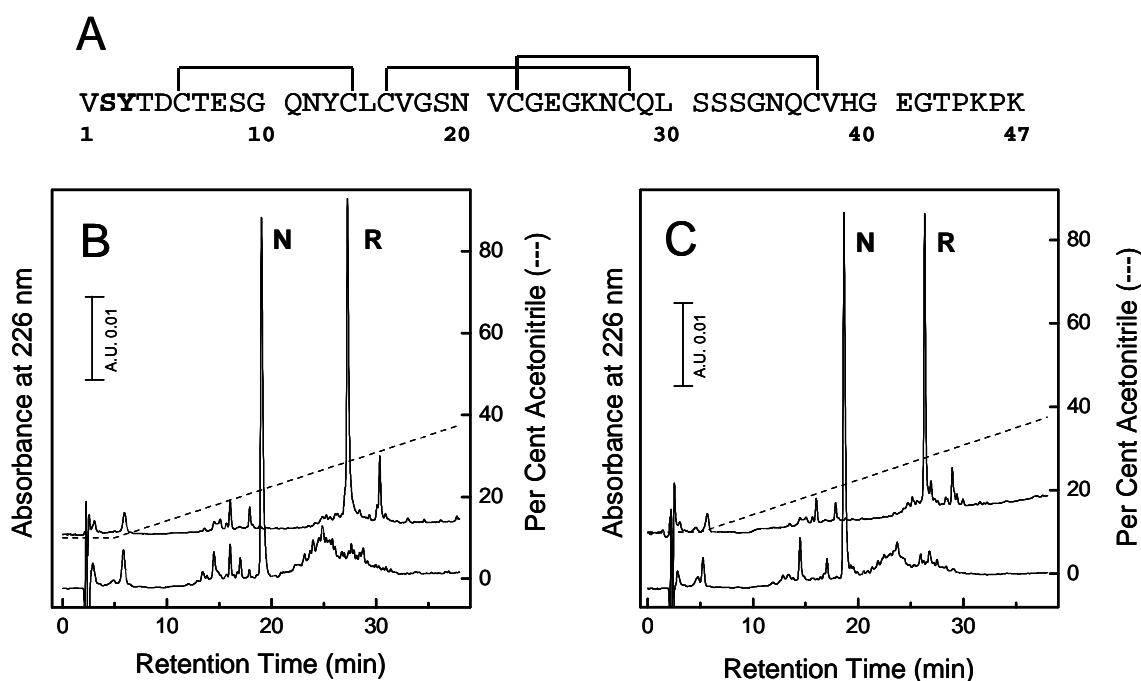 A
VSYTDCTESG QNYCLCVGSN VCGEGKNCQL SSSGNQCVHG EGTPKPK
1 10 20 30 40 47
B
N R
A.U. 0.01
Absorbance at 226 nm
80
60
40
20
0
Per Cent Acetonitrile (---)
0 10 20 30
Retention Time (min)
C
N R
A.U. 0.01
Absorbance at 226 nm
80
60
40
20
0
Per Cent Acetonitrile (---)
0 10 20 30
Retention Time (min)